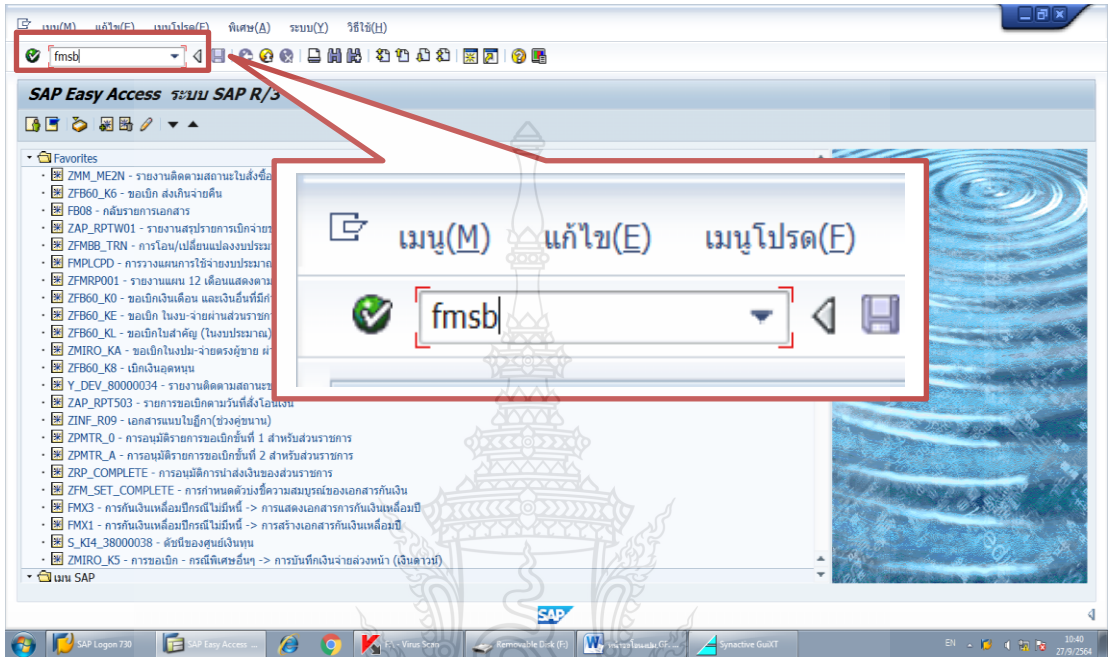 เมนู(M) แก้ไข(E) เมนูโปรด(F) พิเศษ(A) ระบบ(Y) วิธีใช้(H)
fmsb
SAP Easy Access ระบบ SAP R/3
Favorites
ZMM_ME2N - รายงานติดตามสถานะใบสั่งซื้อ
ZFB60_K6 - ขอเบิก ส่งเกินจ่ายคืน
FB08 - กลับรายการเอกสาร
ZAP_RPTW01 - รายงานสรุปรายการเบิกจ่าย
ZFMBB_TRN - การโอน/เปลี่ยนแปลงงบประมา
FMPLCPD - การวางแผนการใช้จ่ายงบประมาณ
ZFMRP001 - รายงานแผน 12 เดือนแสดงตาม
ZFB60_K0 - ขอเบิกเงินเดือน และเงินอื่นที่มีกำ
ZFB60_KE - ขอเบิก ในงบ-จ่ายผ่านส่วนราชกา
ZFB60_KL - ขอเบิกใบสำคัญ (ในงบประมาณ)
ZMIRO_KA - ขอเบิกในงปม-จ่ายตรงผู้ขาย ผ่า
ZFB60_K8 - เบิกเงินอุดหนุน
Y_DEV_80000034 - รายงานติดตามสถานะข
ZAP_RPT503 - รายการขอเบิกตามวันที่สั่งโอนเงิน
ZINF_R09 - เอกสารแนบใบฎีกา(ช่วงคู่ขนาน)
ZPMTR_0 - การอนุมัติรายการขอเบิกขั้นที่ 1 สำหรับส่วนราชการ
ZPMTR_A - การอนุมัติรายการขอเบิกขั้นที่ 2 สำหรับส่วนราชการ
ZRP_COMPLETE - การอนุมัติการนำส่งเงินของส่วนราชการ
ZFM_SET_COMPLETE - การกำหนดตัวบ่งชี้ความสมบูรณ์ของเอกสารกันเงิน
FMX3 - การกันเงินเหลื่อมปีกรณีไม่มีหนี้ -> การแสดงเอกสารการกันเงินเหลื่อมปี
FMX1 - การกันเงินเหลื่อมปีกรณีไม่มีหนี้ -> การสร้างเอกสารกันเงินเหลื่อมปี
S_KI4_38000038 - ดัชนีของศูนย์เงินทุน
ZMIRO_K5 - การขอเบิก - กรณีพิเศษอื่นๆ -> การบันทึกเงินจ่ายล่วงหน้า (เงินดาวน์)
เมนู SAP
เมนู(M) แก้ไข(E) เมนูโปรด(F)
fmsb
SAP
SAP Logon 730 SAP Easy Access ... - Virus Scan Removable Disk (F:) Synactive GuiXT EN 10:40
27/9/2564